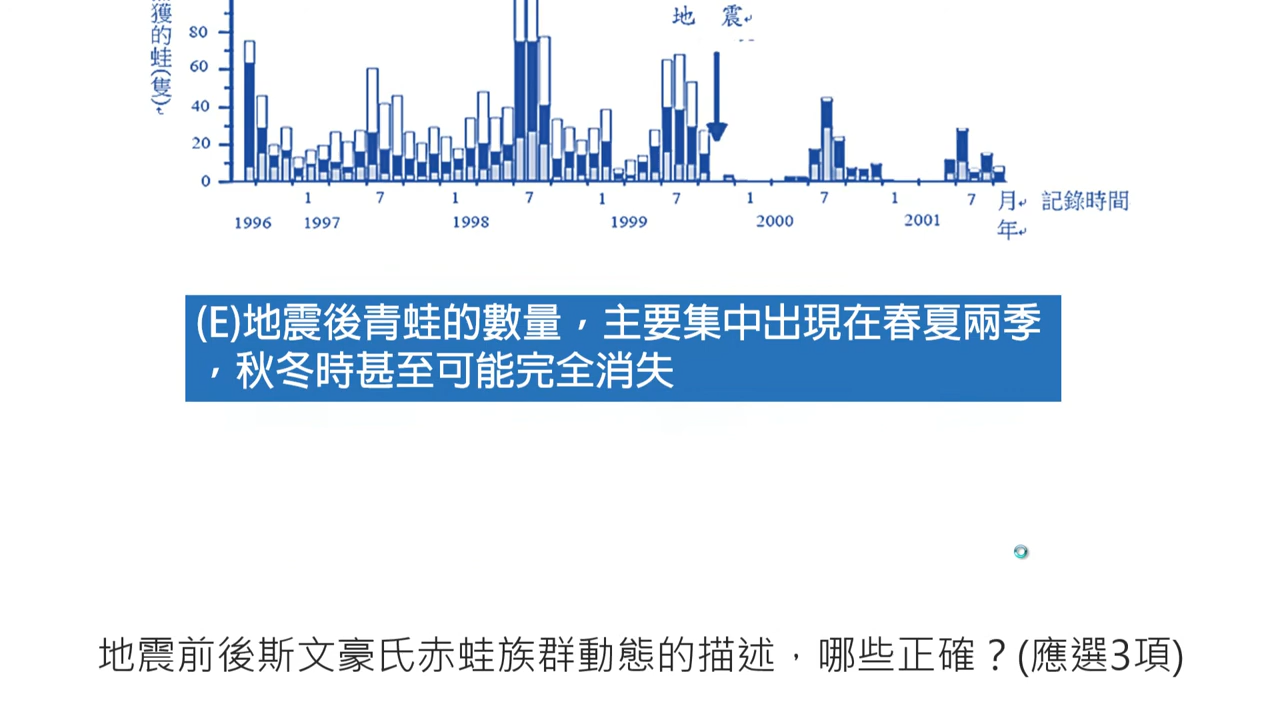 獲的蛙(隻)
地 震
80
60
40
20
0
1 7 1 7 1 7 1 7 1 7 月
記錄時間
1996 1997 1998 1999 2000 2001 年
(E)地震後青蛙的數量，主要集中出現在春夏兩季
，秋冬時甚至可能完全消失
地震前後斯文豪氏赤蛙族群動態的描述，哪些正確？(應選3項)